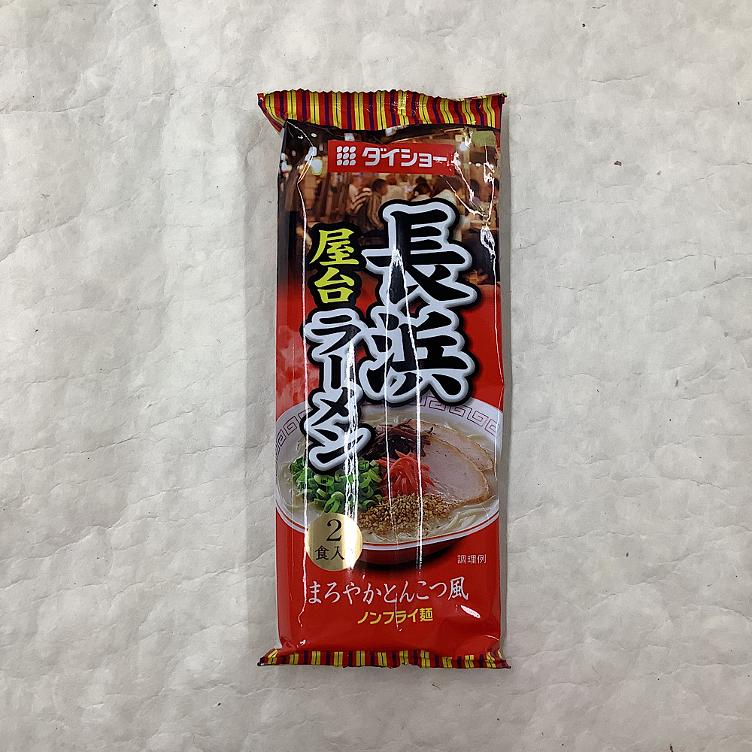 ダイショー
長浜
屋台
ラーメン
2
食入
調理例
まろやかとんこつ風
ノンフライ麺